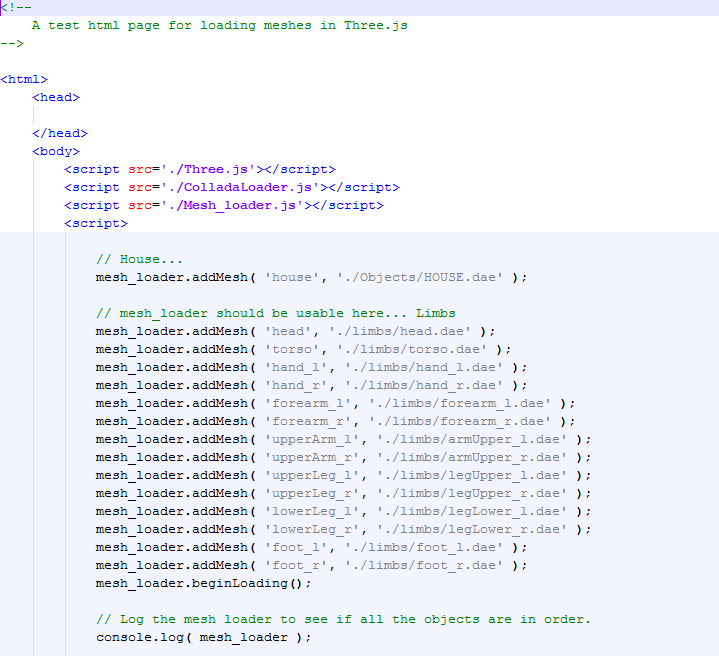 <!--
    A test html page for loading meshes in Three.js
-->

<html>
    <head>

    </head>
    <body>
        <script src='./Three.js'></script>
        <script src='./ColladaLoader.js'></script>
        <script src='./Mesh_loader.js'></script>
        <script>

            // House...
            mesh_loader.addMesh( 'house', './Objects/HOUSE.dae' );

            // mesh_loader should be usable here... Limbs
            mesh_loader.addMesh( 'head', './limbs/head.dae' );
            mesh_loader.addMesh( 'torso', './limbs/torso.dae' );
            mesh_loader.addMesh( 'hand_l', './limbs/hand_l.dae' );
            mesh_loader.addMesh( 'hand_r', './limbs/hand_r.dae' );
            mesh_loader.addMesh( 'forearm_l', './limbs/forearm_l.dae' );
            mesh_loader.addMesh( 'forearm_r', './limbs/forearm_r.dae' );
            mesh_loader.addMesh( 'upperArm_l', './limbs/armUpper_l.dae' );
            mesh_loader.addMesh( 'upperArm_r', './limbs/armUpper_r.dae' );
            mesh_loader.addMesh( 'upperLeg_l', './limbs/legUpper_l.dae' );
            mesh_loader.addMesh( 'upperLeg_r', './limbs/legUpper_r.dae' );
            mesh_loader.addMesh( 'lowerLeg_l', './limbs/legLower_l.dae' );
            mesh_loader.addMesh( 'lowerLeg_r', './limbs/legLower_r.dae' );
            mesh_loader.addMesh( 'foot_l', './limbs/foot_l.dae' );
            mesh_loader.addMesh( 'foot_r', './limbs/foot_r.dae' );
            mesh_loader.beginLoading();

            // Log the mesh loader to see if all the objects are in order.
            console.log( mesh_loader );